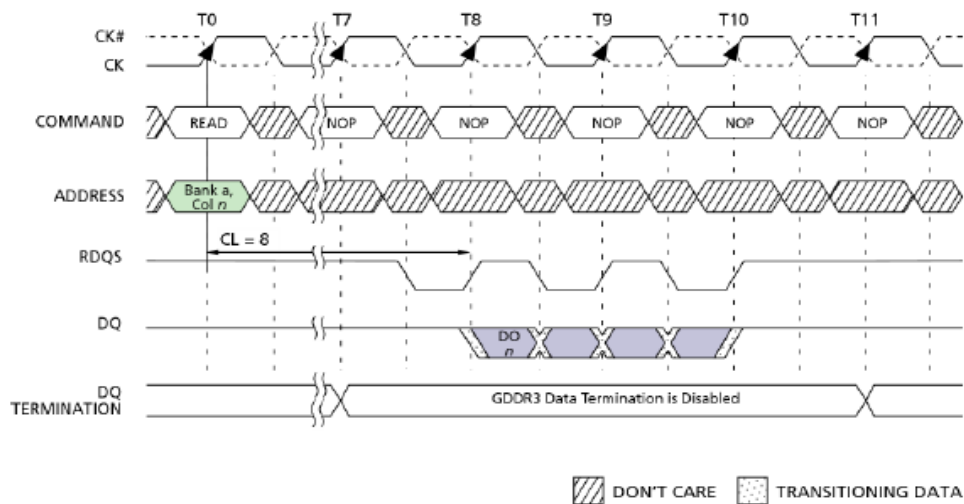 T0 T7 T8 T9 T10 T11
CK#
CK
COMMAND READ NOP NOP NOP NOP NOP
ADDRESS Bank a,
Col n
CL = 8
RDQS
DQ DO
n
DQ
TERMINATION GDDR3 Data Termination is Disabled
DON'T CARE TRANSITIONING DATA